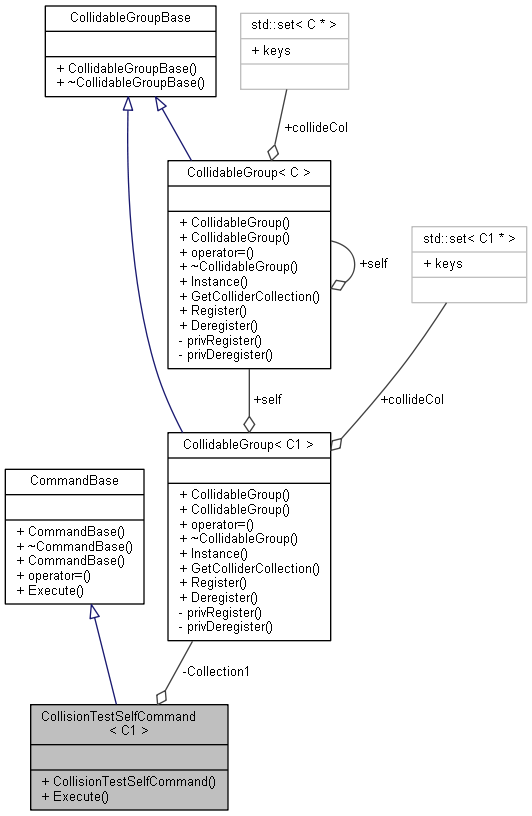 CollidableGroupBase
+ CollidableGroupBase()
+ ~CollidableGroupBase()
std::set< C * >
+ keys
+collideCol
CollidableGroup< C >
+ CollidableGroup()
+ CollidableGroup()
+ operator=()
+ ~CollidableGroup()
+ Instance()
+ GetColliderCollection()
+ Register()
+ Deregister()
- privRegister()
- privDeregister()
+self
std::set< C1 * >
+ keys
+self
+collideCol
CollidableGroup< C1 >
+ CollidableGroup()
+ CollidableGroup()
+ operator=()
+ ~CollidableGroup()
+ Instance()
+ GetColliderCollection()
+ Register()
+ Deregister()
- privRegister()
- privDeregister()
CommandBase
+ CommandBase()
+ ~CommandBase()
+ CommandBase()
+ operator=()
+ Execute()
-Collection1
CollisionTestSelfCommand
< C1 >
+ CollisionTestSelfCommand()
+ Execute()